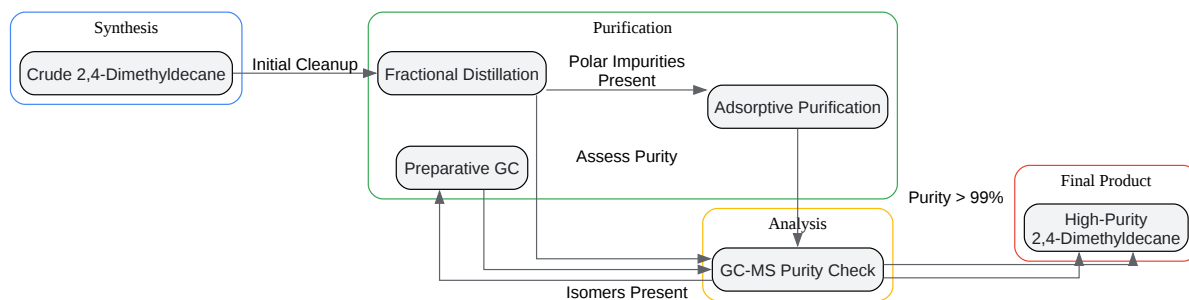 Synthesis
Crude 2,4-Dimethyldecane
Initial Cleanup
Purification
Fractional Distillation
Polar Impurities
Present
Adsorptive Purification
Preparative GC
Assess Purity
Analysis
GC-MS Purity Check
Isomers Present
Purity > 99%
Final Product
High-Purity
2,4-Dimethyldecane